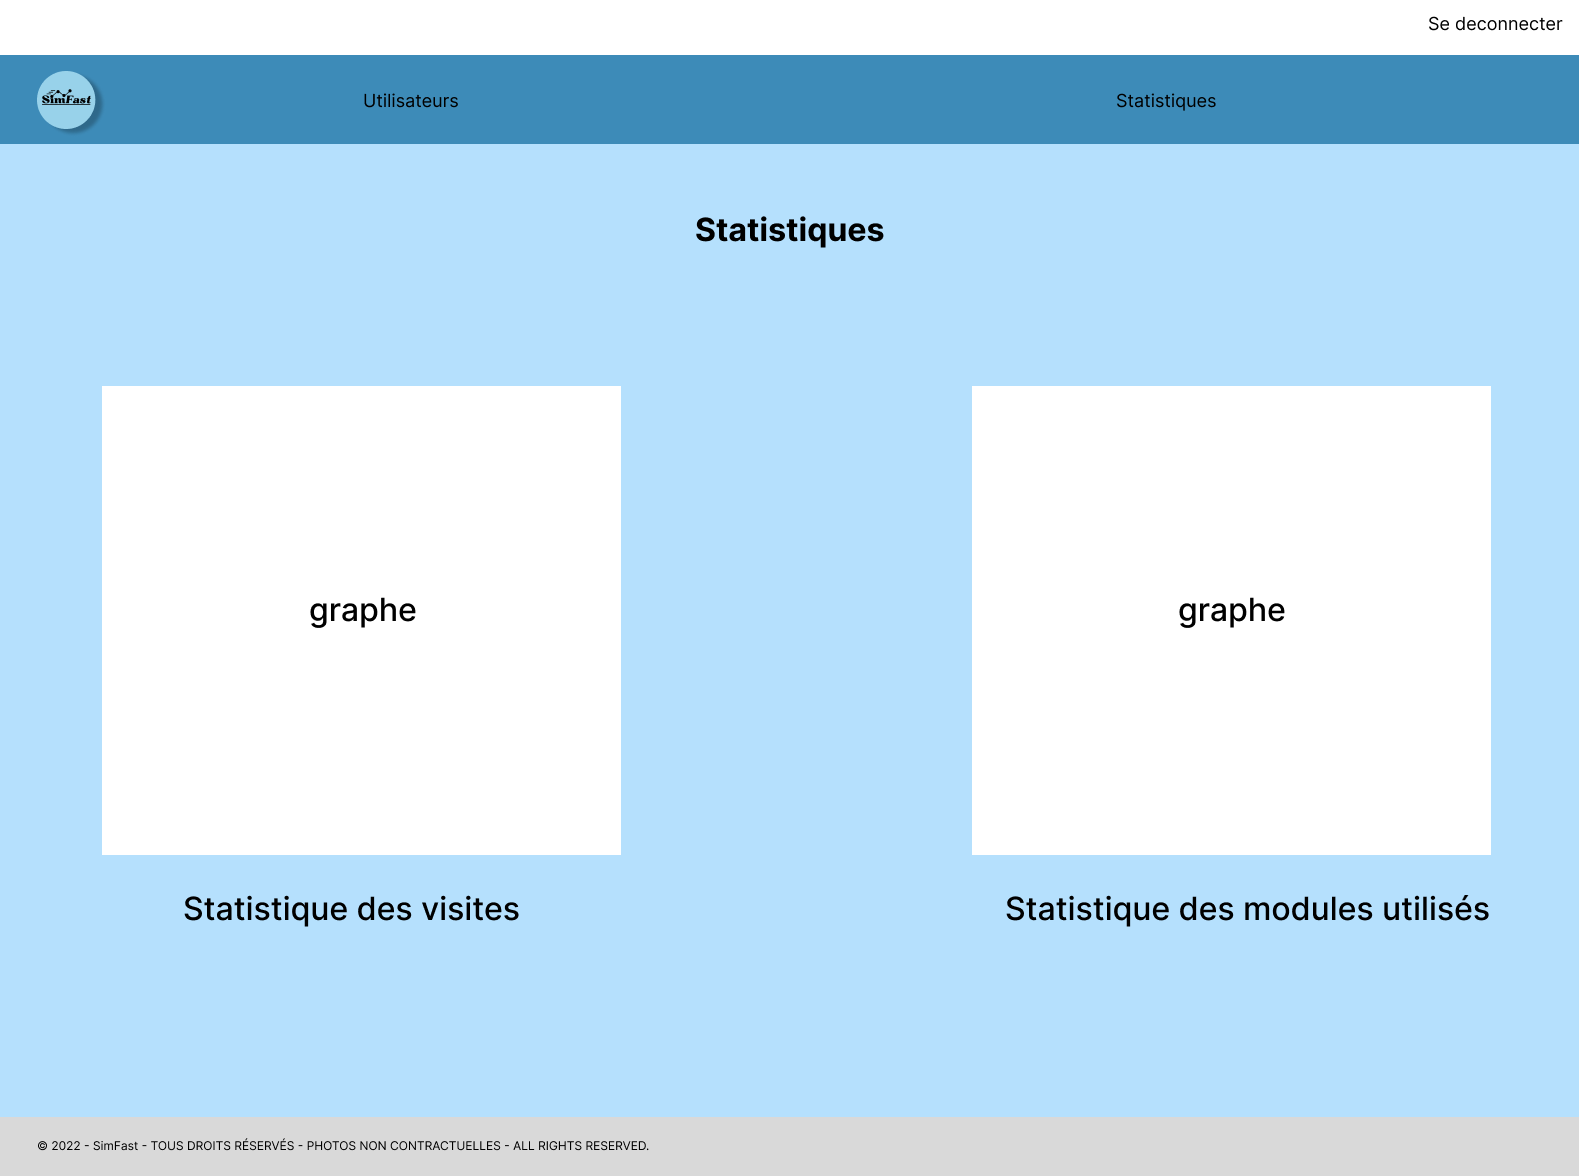 Se deconnecter
SimFast
Utilisateurs
Statistiques
Statistiques
graphe
graphe
Statistique des visites
Statistique des modules utilisés
© 2022 - SimFast - TOUS DROITS RÉSERVÉS - PHOTOS NON CONTRACTUELLES - ALL RIGHTS RESERVED.